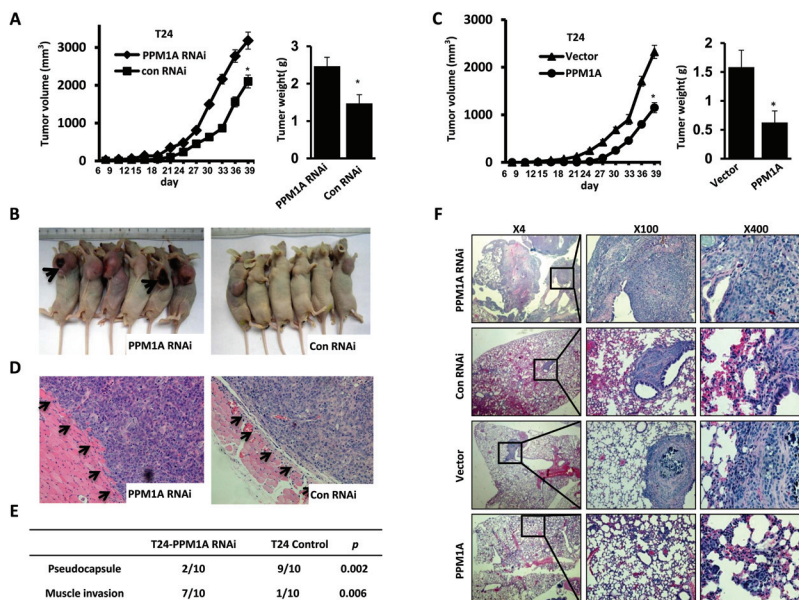 A
T24
PPM1A RNAi
con RNAi
Tumor volume (mm³)
3000
2000
1000
0
6 9 12 15 18 21 24 27 30 33 36 39
day
*
Tumer weight( g)
3
2
1
0
*
PPM1A RNAi
Con RNAi
C
T24
Vector
PPM1A
Tumor volume (mm³)
3000
2000
1000
0
6 9 12 15 18 21 24 27 30 33 36 39
day
*
Tumer weight( g)
2
1.5
1
0.5
0
*
Vector
PPM1A
B
PPM1A RNAi
Con RNAi
D
PPM1A RNAi
Con RNAi
E
T24-PPM1A RNAi T24 Control p
Pseudocapsule 2/10 9/10 0.002
Muscle invasion 7/10 1/10 0.006
F
X4 X100 X400
PPM1A RNAi
Con RNAi
Vector
PPM1A